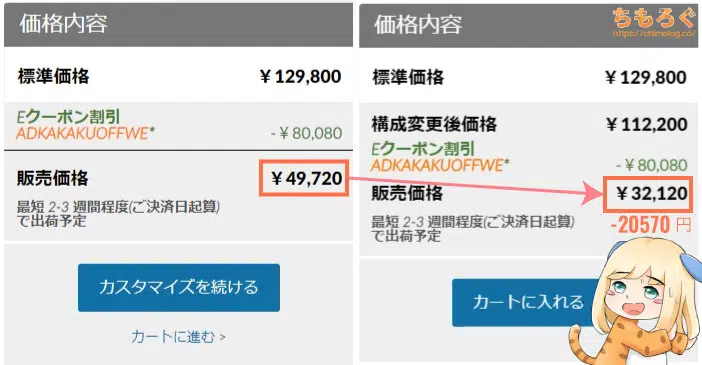 価格内容
標準価格 ￥129,800
Eクーポン割引
ADKAKAKUOFFWE* -￥80,080
販売価格 ￥49,720
最短 2-3 週間程度(ご決済日起算)
で出荷予定
カスタマイズを続ける
カートに進む >
ちもろぐ
https://chimolog.co/
価格内容
標準価格 ￥129,800
構成変更後価格 ￥112,200
Eクーポン割引
ADKAKAKUOFFWE* -￥80,080
販売価格 ￥32,120
-20570 円
最短 2-3 週間程度(ご決済日起算)
で出荷予定
カートに入れる